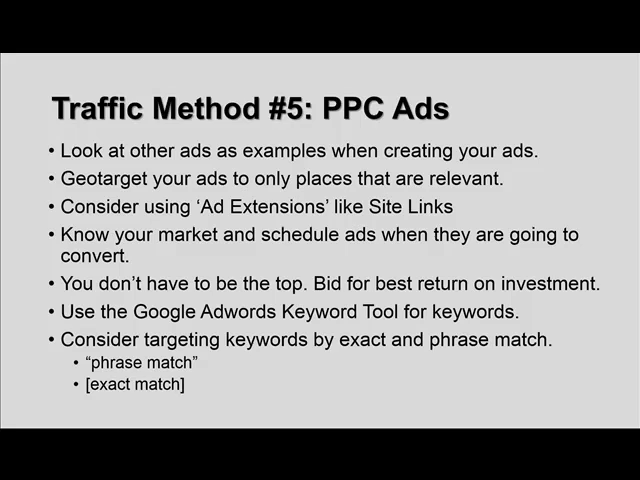 Traffic Method #5: PPC Ads
• Look at other ads as examples when creating your ads.
• Geotarget your ads to only places that are relevant.
• Consider using ‘Ad Extensions’ like Site Links
• Know your market and schedule ads when they are going to
convert.
• You don’t have to be the top. Bid for best return on investment.
• Use the Google Adwords Keyword Tool for keywords.
• Consider targeting keywords by exact and phrase match.
• “phrase match”
• [exact match]